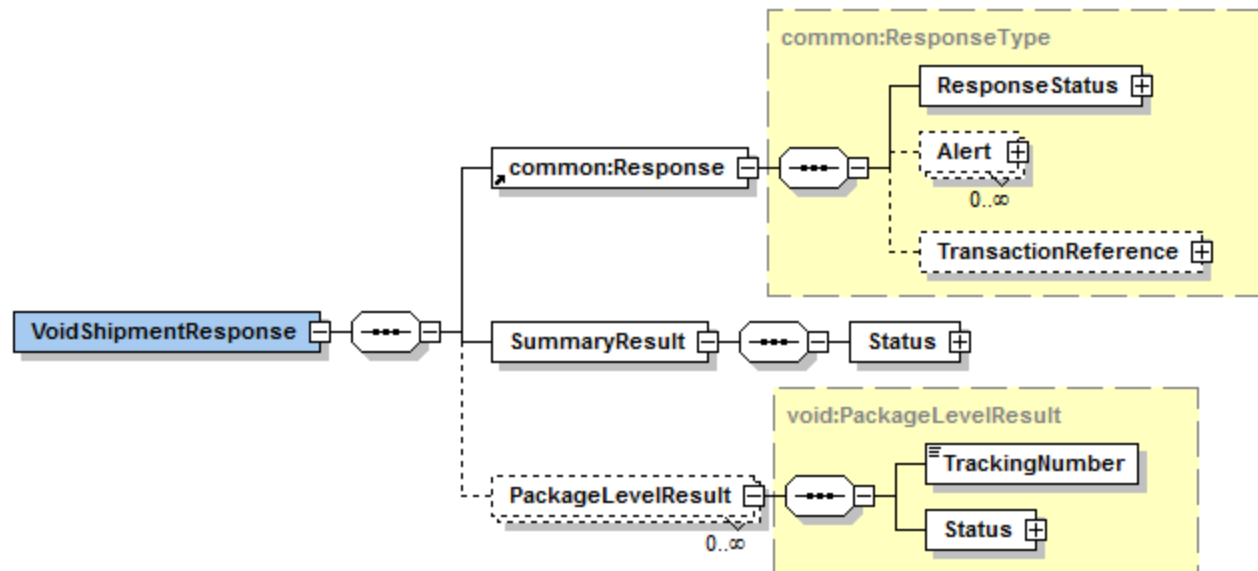 common:ResponseType
ResponseStatus
Alert
0..∞
TransactionReference
common:Response
VoidShipmentResponse
SummaryResult
Status
void:PackageLevelResult
TrackingNumber
Status
PackageLevelResult
0..∞